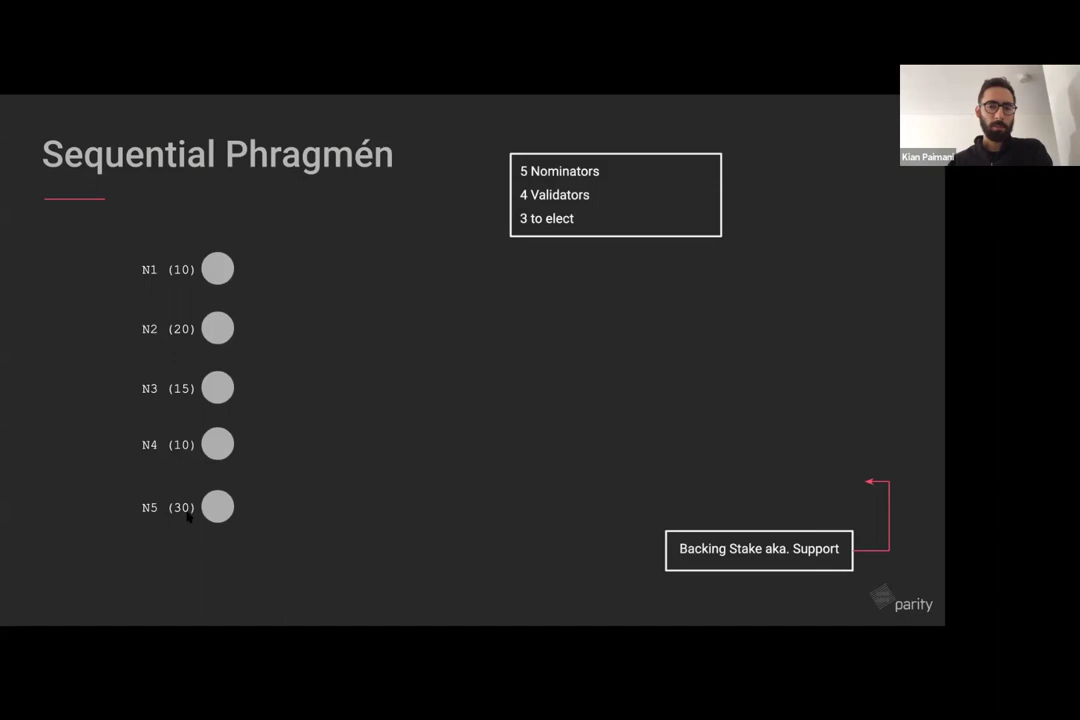 Sequential Phragmén
5 Nominators
4 Validators
3 to elect
Kian Paimani
N1 (10)
N2 (20)
N3 (15)
N4 (10)
N5 (30)
Backing Stake aka. Support
parity